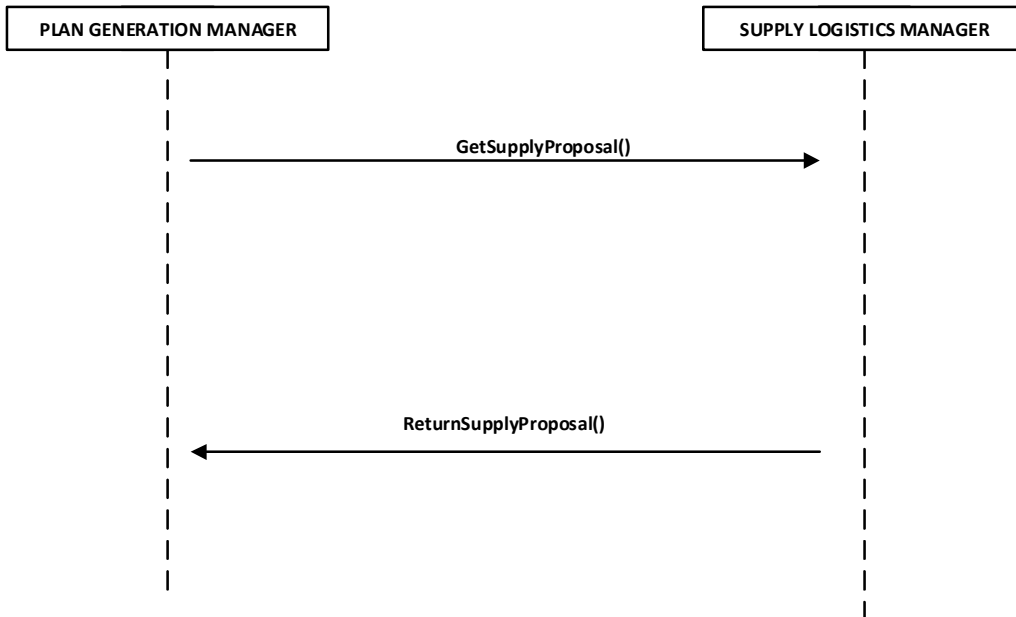 PLAN GENERATION MANAGER
SUPPLY LOGISTICS MANAGER
GetSupplyProposal()
ReturnSupplyProposal()